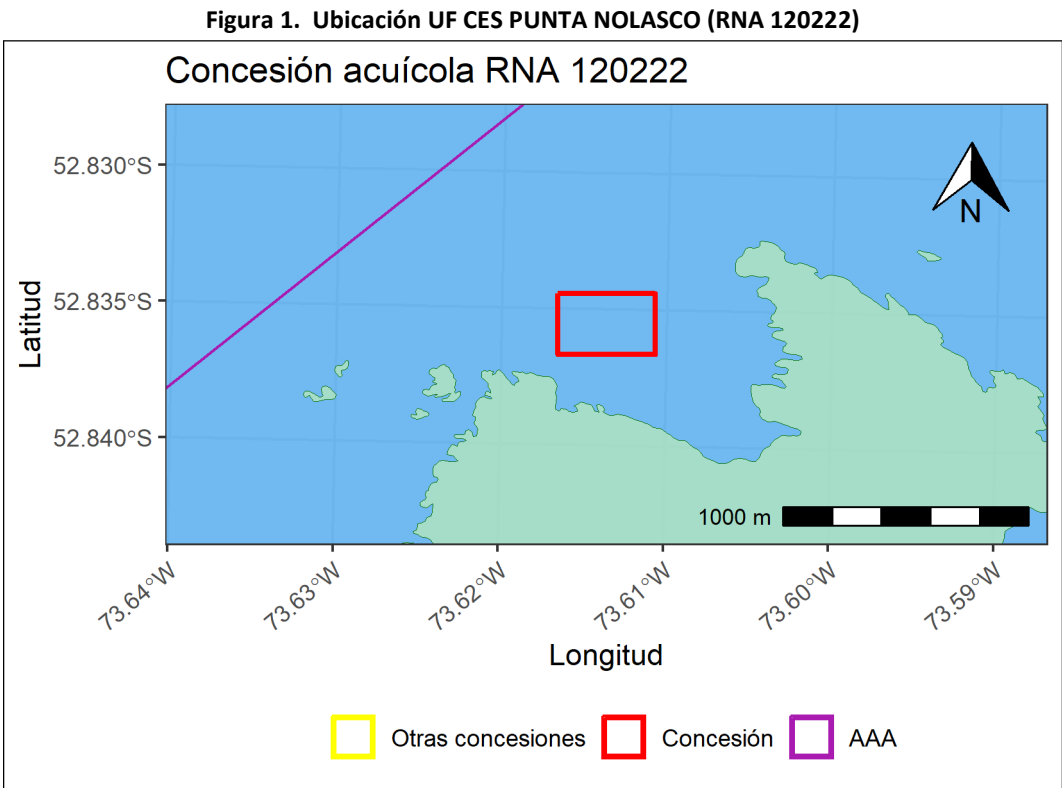 Figura 1.  Ubicación UF CES PUNTA NOLASCO (RNA 120222)
Concesión acuícola RNA 120222
52.830°S
52.835°S
52.840°S
Latitud
N
1000 m
73.64°W
73.63°W
73.62°W
73.61°W
73.60°W
73.59°W
Longitud
Otras concesiones
Concesión
AAA